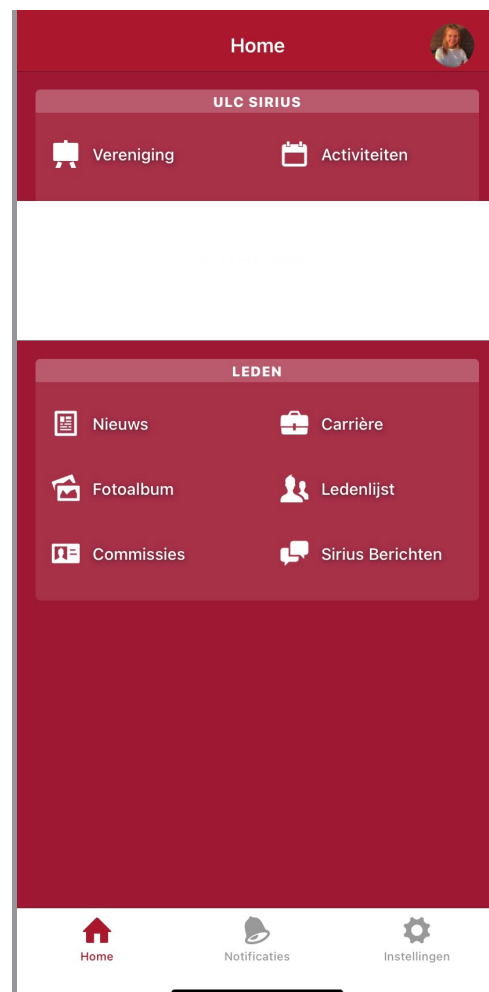 Home
ULC SIRIUS
Vereniging
Activiteiten
LEDEN
Nieuws
Carrière
Fotoalbum
Ledenlijst
Commissies
Sirius Berichten
Home
Notificaties
Instellingen